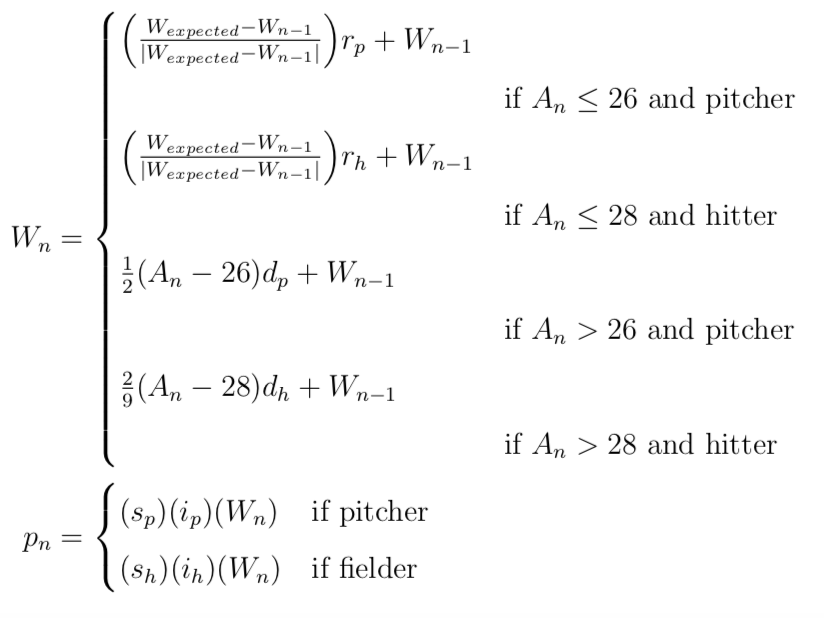 (W_expected−W_{n−1} / |W_expected−W_{n−1}|) r_p + W_{n−1}
if A_n ≤ 26 and pitcher
(W_expected−W_{n−1} / |W_expected−W_{n−1}|) r_h + W_{n−1}
if A_n ≤ 28 and hitter
W_n =
1/2 (A_n − 26)d_p + W_{n−1}
if A_n > 26 and pitcher
2/9 (A_n − 28)d_h + W_{n−1}
if A_n > 28 and hitter
(s_p)(i_p)(W_n) if pitcher
p_n =
(s_h)(i_h)(W_n) if fielder